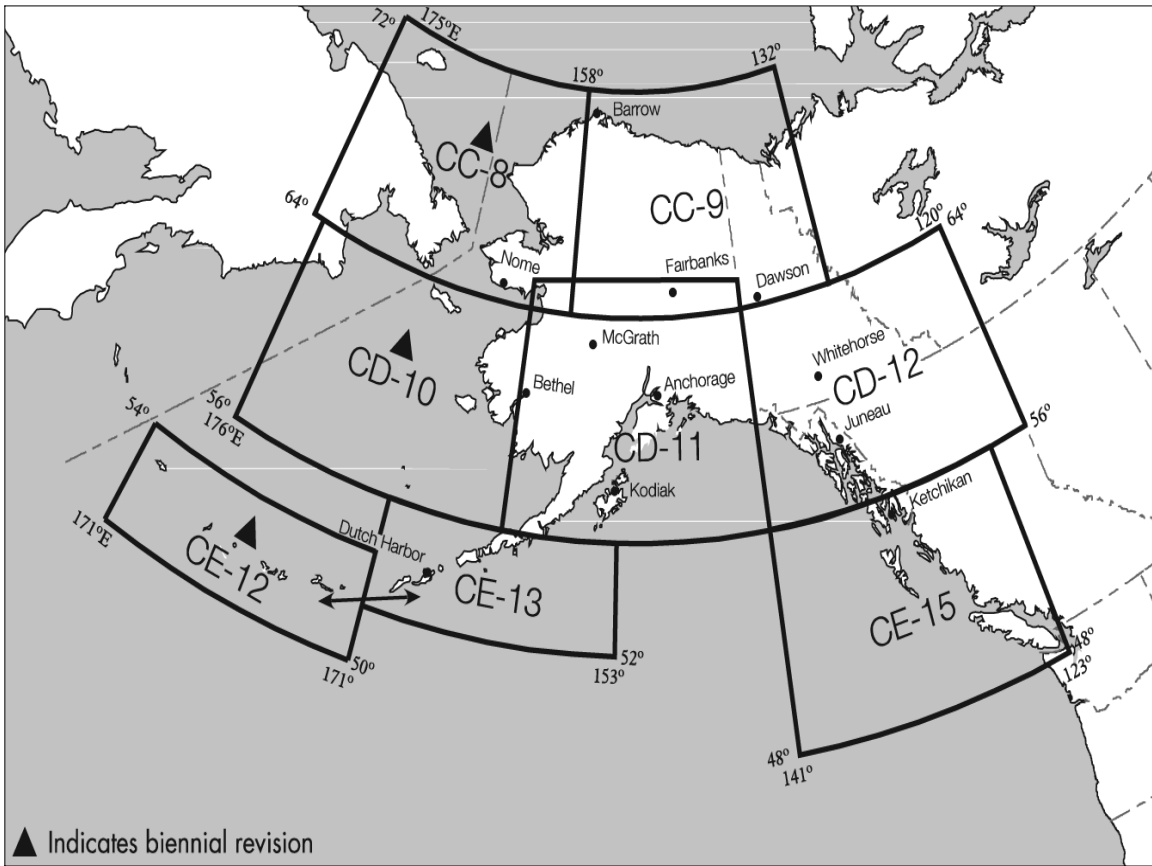 72º
175ºE
158º
132º
Barrow
CC-8
CC-9
64º
120º
64º
Nome
Fairbanks
Dawson
McGrath
Whitehorse
CD-10
CD-12
Bethel
Anchorage
56º
176ºE
54º
Juneau
56º
CD-11
Kodiak
Ketchikan
171ºE
Dutch Harbor
CE-12
CE-13
CE-15
50º
171º
52º
153º
48º
123º
48º
141º
Indicates biennial revision